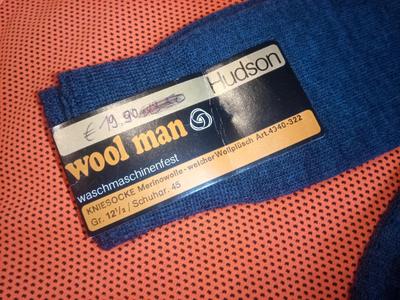 € 19.90
Hudson
wool man
waschmaschinenfest
KNIESOCKE Merinowolle-weicher Wollplüsch Art.4340-322
Gr. 12½ / Schuhgr. 45